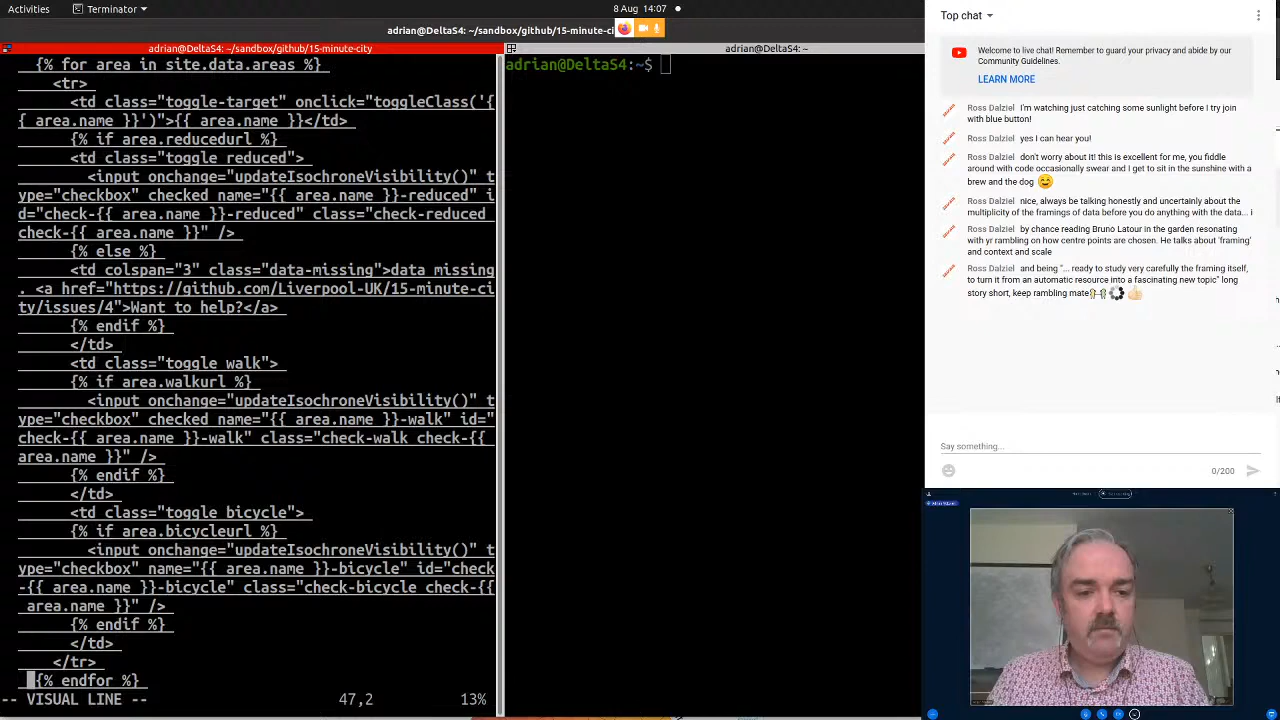 Activities
Terminator
8 Aug 14:07
adrian@DeltaS4: ~/sandbox/github/15-minute-ci
adrian@DeltaS4: ~/sandbox/github/15-minute-city
adrian@DeltaS4: ~
{% for area in site.data.areas %}
<tr>
<td class="toggle-target" onclick="toggleClass('{
{ area.name }}')">{{ area.name }}</td>
{% if area.reducedurl %}
<td class="toggle reduced">
<input onchange="updateIsochroneVisibility()" t
ype="checkbox" checked name="{{ area.name }}-reduced" i
d="check-{{ area.name }}-reduced" class="check-reduced
check-{{ area.name }}" />
{% else %}
<td colspan="3" class="data-missing">data missing
. <a href="https://github.com/Liverpool-UK/15-minute-ci
ty/issues/4">Want to help?</a>
{% endif %}
</td>
<td class="toggle walk">
{% if area.walkurl %}
<input onchange="updateIsochroneVisibility()" t
ype="checkbox" checked name="{{ area.name }}-walk" id="
check-{{ area.name }}-walk" class="check-walk check-{{
area.name }}" />
{% endif %}
</td>
<td class="toggle bicycle">
{% if area.bicycleurl %}
<input onchange="updateIsochroneVisibility()" t
ype="checkbox" name="{{ area.name }}-bicycle" id="check
-{{ area.name }}-bicycle" class="check-bicycle check-{{
area.name }}" />
{% endif %}
</td>
</tr>
{% endfor %}
-- VISUAL LINE --
47,2
13%
adrian@DeltaS4:~$
Top chat
Welcome to live chat! Remember to guard your privacy and abide by our
Community Guidelines.
LEARN MORE
Ross Dalziel I'm watching just catching some sunlight before I try join
with blue button!
Ross Dalziel yes I can hear you!
Ross Dalziel don't worry about it! this is excellent for me, you fiddle
around with code occasionally swear and I get to sit in the sunshine with a
brew and the dog 😊
Ross Dalziel nice, always be talking honestly and uncertainly about the
multiplicity of the framings of data before you do anything with the data... i
Ross Dalziel by chance reading Bruno Latour in the garden resonating
with yr rambling on how centre points are chosen. He talks about 'framing'
and context and scale
Ross Dalziel and being "... ready to study very carefully the framing itself,
to turn it from an automatic resource into a fascinating new topic" long
story short, keep rambling mate
Say something...
0/200